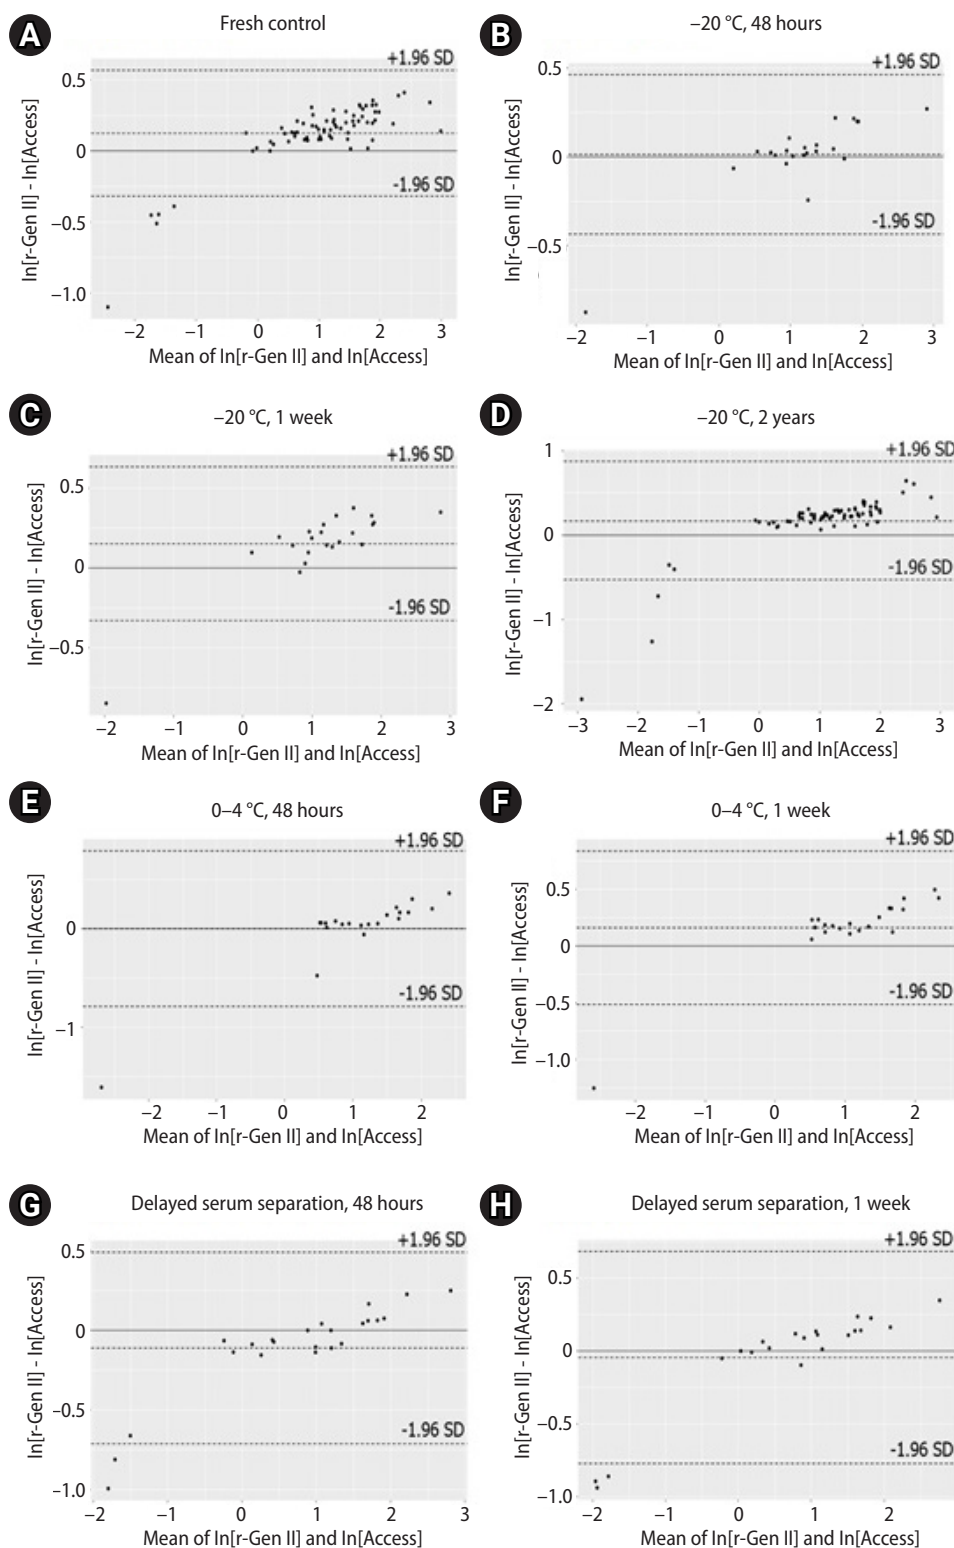 A
Fresh control
+1.96 SD
0.5
0
-1.96 SD
−0.5
−1.0
−2 −1 0 1 2 3
ln[r-Gen II] - ln[Access]
Mean of ln[r-Gen II] and ln[Access]
B
−20 °C, 48 hours
+1.96 SD
0.5
0
-1.96 SD
−0.5
−2 −1 0 1 2 3
ln[r-Gen II] - ln[Access]
Mean of ln[r-Gen II] and ln[Access]
C
−20 °C, 1 week
+1.96 SD
0.5
0
-1.96 SD
−0.5
−2 −1 0 1 2 3
ln[r-Gen II] - ln[Access]
Mean of ln[r-Gen II] and ln[Access]
D
−20 °C, 2 years
+1.96 SD
1
0
-1.96 SD
−1
−2
−3 −2 −1 0 1 2 3
ln[r-Gen II] - ln[Access]
Mean of ln[r-Gen II] and ln[Access]
E
0–4 °C, 48 hours
+1.96 SD
0
-1.96 SD
−1
−2 −1 0 1 2
ln[r-Gen II] - ln[Access]
Mean of ln[r-Gen II] and ln[Access]
F
0–4 °C, 1 week
+1.96 SD
0.5
0
-1.96 SD
−0.5
−1.0
−2 −1 0 1 2
ln[r-Gen II] - ln[Access]
Mean of ln[r-Gen II] and ln[Access]
G
Delayed serum separation, 48 hours
+1.96 SD
0.5
0
−0.5
-1.96 SD
−1.0
−2 −1 0 1 2 3
ln[r-Gen II] - ln[Access]
Mean of ln[r-Gen II] and ln[Access]
H
Delayed serum separation, 1 week
+1.96 SD
0.5
0
−0.5
-1.96 SD
−1.0
−2 −1 0 1 2
ln[r-Gen II] - ln[Access]
Mean of ln[r-Gen II] and ln[Access]